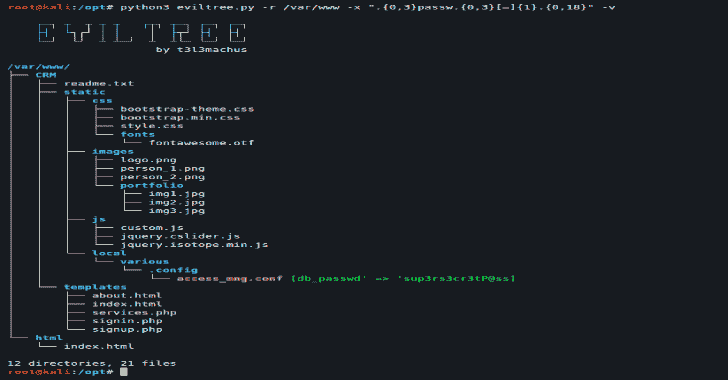 root@kali:/opt# python3 eviltree.py -r /var/www -x ".{0,3}passw.{0,3}[=]{1}.{0,18}" -v
EVIL TREE
by t3l3machus
/var/www/
CRM
readme.txt
static
css
bootstrap-theme.css
bootstrap.min.css
style.css
fonts
fontawesome.otf
images
logo.png
person_1.png
person_2.png
portfolio
img1.jpg
img2.jpg
img3.jpg
js
custom.js
jquery.cslider.js
jquery.isotope.min.js
local
various
.config
access_mng.conf [db_passwd' => 'sup3rs3cr3tP@ss]
templates
about.html
index.html
services.php
signin.php
signup.php
html
index.html
12 directories, 21 files
root@kali:/opt#